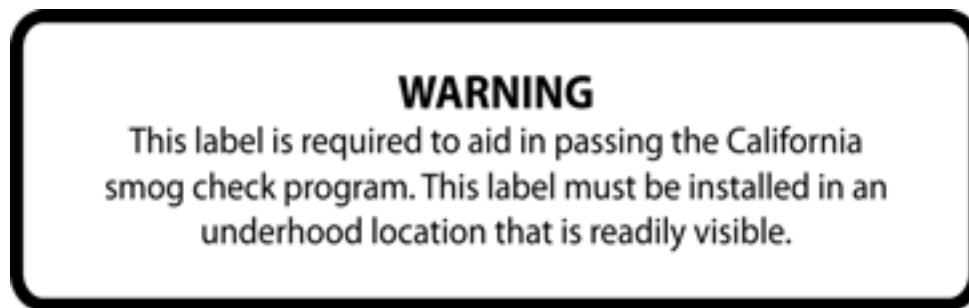 WARNING
This label is required to aid in passing the California
smog check program. This label must be installed in an
underhood location that is readily visible.